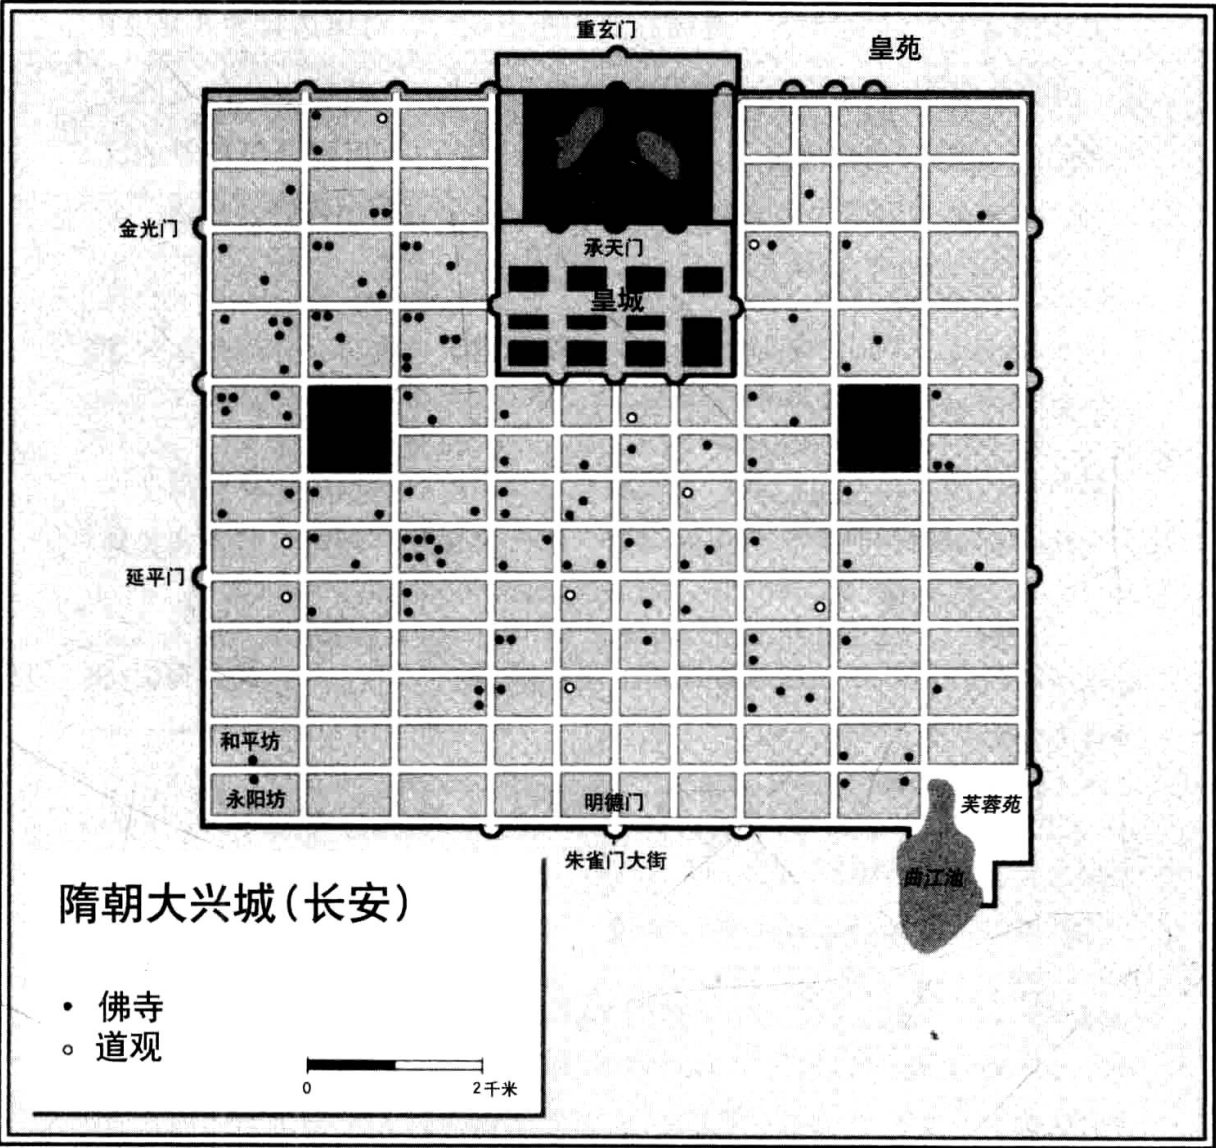 重玄门
皇苑
金光门
承天门
皇城
延平门
和平坊
永阳坊
明德门
芙蓉苑
朱雀门大街
曲江池
隋朝大兴城(长安)
佛寺
道观
0
2千米